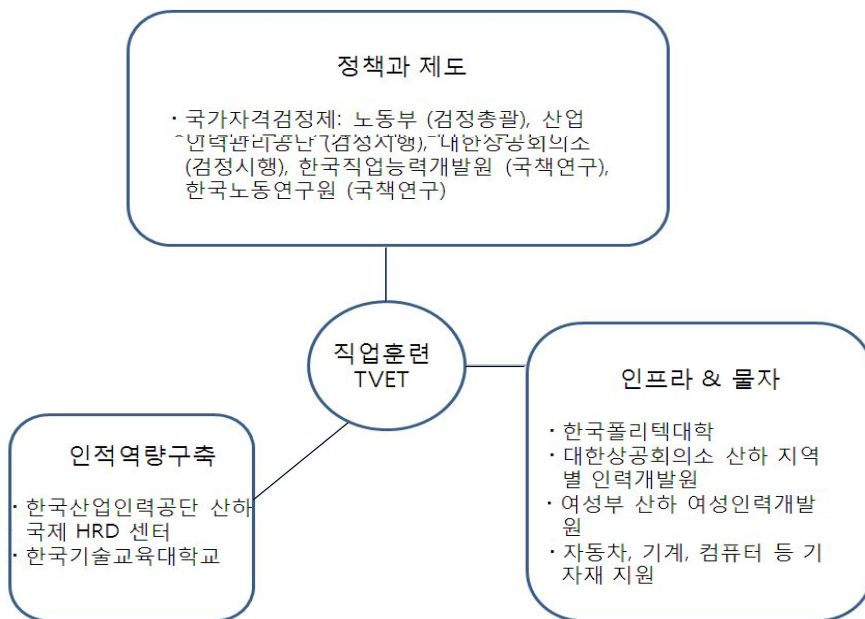 정책과 제도
· 국가자격검정제: 노동부 (검정총괄), 산업
인력관리공단 (검정시행), 대한상공회의소
(검정시행), 한국직업능력개발원 (국책연구),
한국노동연구원 (국책연구)
직업훈련
TVET
인적역량구축
· 한국산업인력공단 산하
국제 HRD 센터
· 한국기술교육대학교
인프라 & 물자
· 한국폴리텍대학
· 대한상공회의소 산하 지역
별 인력개발원
· 여성부 산하 여성인력개발
원
· 자동차, 기계, 컴퓨터 등 기
자재 지원